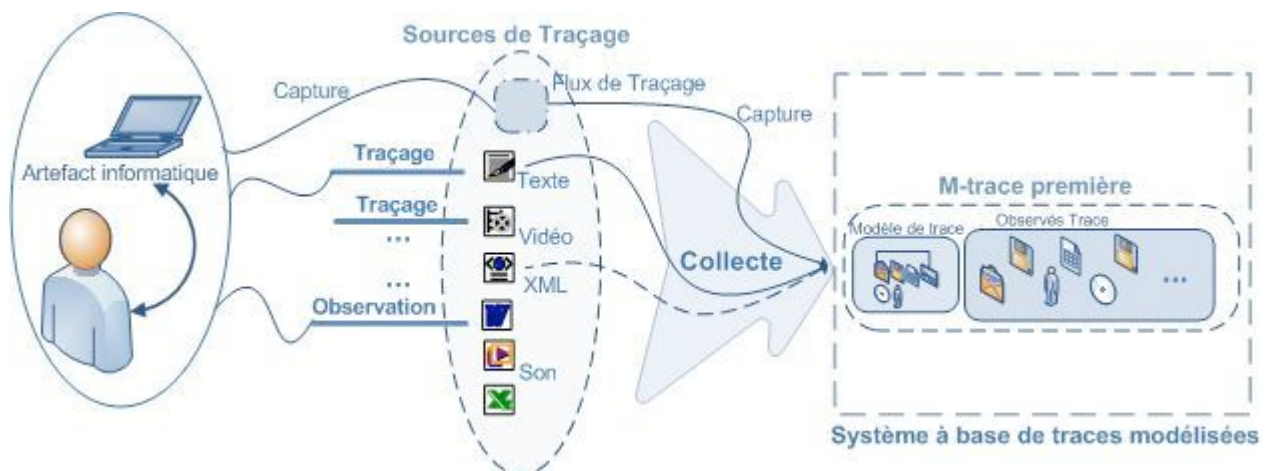 Sources de Traçage
Capture
Flux de Traçage
Capture
Artefact informatique
Traçage
Texte
Traçage
...
Vidéo
...
XML
Observation
Son
Collecte
M-trace première
Modèle de trace
Observés Trace
...
Système à base de traces modélisées